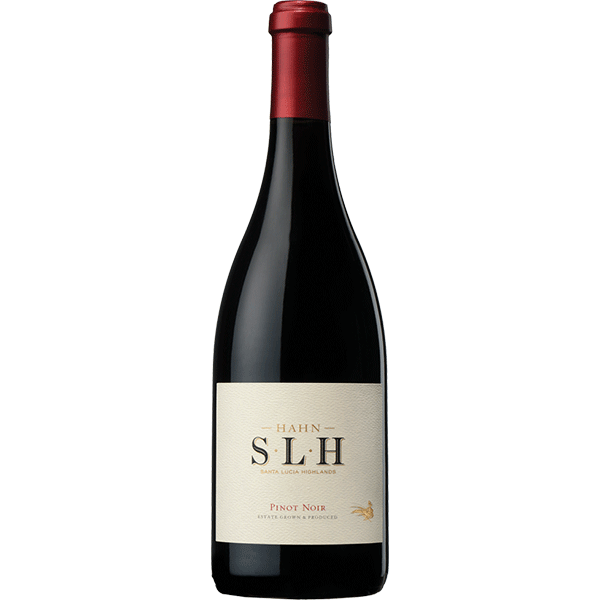 — HAHN —
S·L·H
SANTA LUCIA HIGHLANDS
PINOT NOIR
ESTATE GROWN & PRODUCED